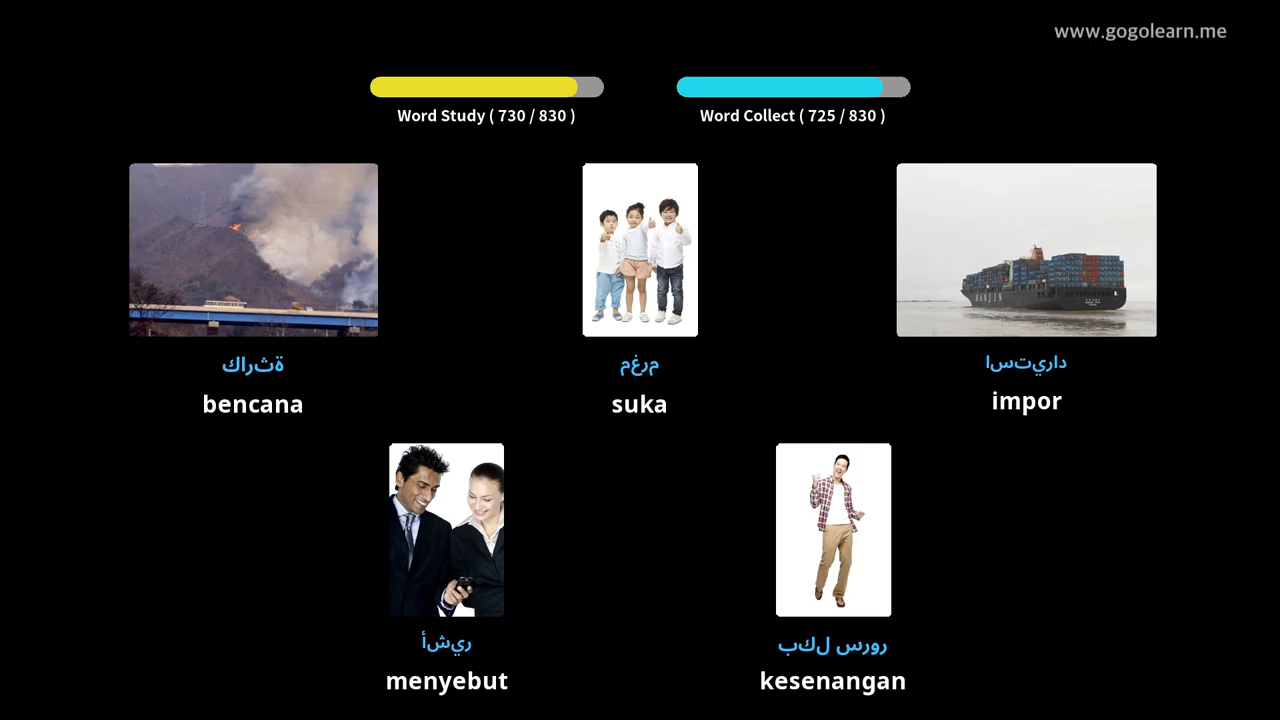 www.gogolearn.me
Word Study ( 730 / 830 )
Word Collect ( 725 / 830 )
HANJIN
كارثة
bencana
مغرم
suka
استيراد
impor
أشير
menyebut
بكل سرور
kesenangan